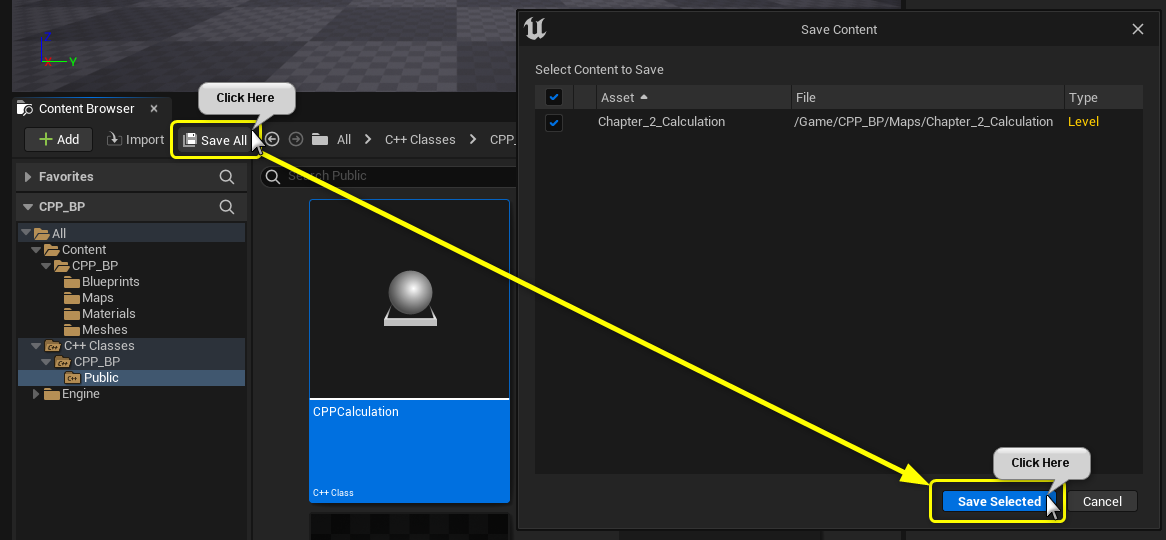 Save Content
Z
X Y
Select Content to Save
Click Here
Content Browser
Asset File Type
Chapter_2_Calculation /Game/CPP_BP/Maps/Chapter_2_Calculation Level
Add Import Save All All C++ Classes CPP_
Favorites
Search Public
CPP_BP
All
Content
CPP_BP
Blueprints
Maps
Materials
Meshes
C++ Classes
CPP_BP
Public
Engine
CPPCalculation
C++ Class
Click Here
Save Selected Cancel